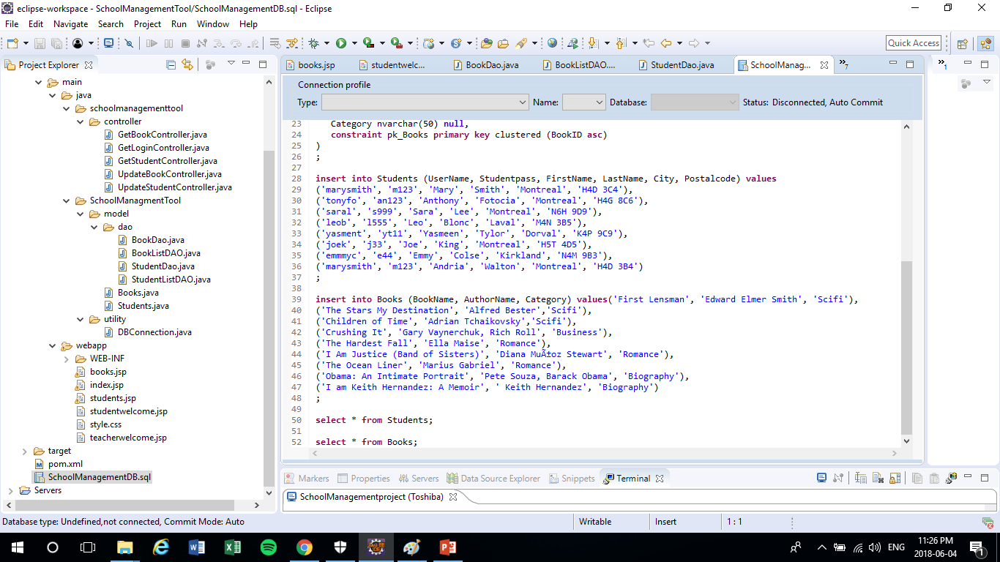 eclipse-workspace - SchoolManagementTool/SchoolManagementDB.sql - Eclipse
File Edit Navigate Search Project Run Window Help
Quick Access
Project Explorer
books.jsp studentwelc... BookDao.java BookListDAO.... StudentDao.java SchoolManag... »7 »1
main
java
schoolmanagementtool
controller
GetBookController.java
GetLoginController.java
GetStudentController.java
UpdateBookController.java
UpdateStudentController.java
SchoolManagmentTool
model
dao
BookDao.java
BookListDAO.java
StudentDao.java
StudentListDAO.java
Books.java
Students.java
utility
DBConnection.java
webapp
WEB-INF
books.jsp
index.jsp
students.jsp
studentwelcome.jsp
style.css
teacherwelcome.jsp
target
pom.xml
SchoolManagementDB.sql
Servers
Connection profile
Type: Name: Database: Status: Disconnected, Auto Commit
23 Category nvarchar(50) null,
24 constraint pk_Books primary key clustered (BookID asc)
25 )
26 ;
27
28 insert into Students (UserName, Studentpass, FirstName, LastName, City, Postalcode) values
29 ('marysmith', 'm123', 'Mary', 'Smith', 'Montreal', 'H4D 3C4'),
30 ('tonyfo', 'an123', 'Anthony', 'Fotocia', 'Montreal', 'H4G 8C6'),
31 ('saral', 's999', 'Sara', 'Lee', 'Montreal', 'N6H 9D9'),
32 ('leob', 'l555', 'Leo', 'Blonc', 'Laval', 'M4N 3B5'),
33 ('yasment', 'yt11', 'Yasmeen', 'Tylor', 'Dorval', 'K4P 9C9'),
34 ('joek', 'j33', 'Joe', 'King', 'Montreal', 'H5T 4D5'),
35 ('emmmyc', 'e44', 'Emmy', 'Colse', 'Kirkland', 'N4M 9B3'),
36 ('marysmith', 'm123', 'Andria', 'Walton', 'Montreal', 'H4D 3B4')
37 ;
38
39 insert into Books (BookName, AuthorName, Category) values('First Lensman', 'Edward Elmer Smith', 'Scifi'),
40 ('The Stars My Destination', 'Alfred Bester','Scifi'),
41 ('Children of Time', 'Adrian Tchaikovsky','Scifi'),
42 ('Crushing It', 'Gary Vaynerchuk, Rich Roll', 'Business'),
43 ('The Hardest Fall', 'Ella Maise', 'Romance'),
44 ('I Am Justice (Band of Sisters)', 'Diana MuÃ±oz Stewart', 'Romance'),
45 ('The Ocean Liner', 'Marius Gabriel', 'Romance'),
46 ('Obama: An Intimate Portrait', 'Pete Souza, Barack Obama', 'Biography'),
47 ('I am Keith Hernandez: A Memoir', ' Keith Hernandez', 'Biography')
48 ;
49
50 select * from Students;
51
52 select * from Books;
Markers Properties Servers Data Source Explorer Snippets Terminal
SchoolManagementproject (Toshiba)
Database type: Undefined,not connected, Commit Mode: Auto Writable Insert 1 : 1
ENG
11:26 PM
2018-06-04
1